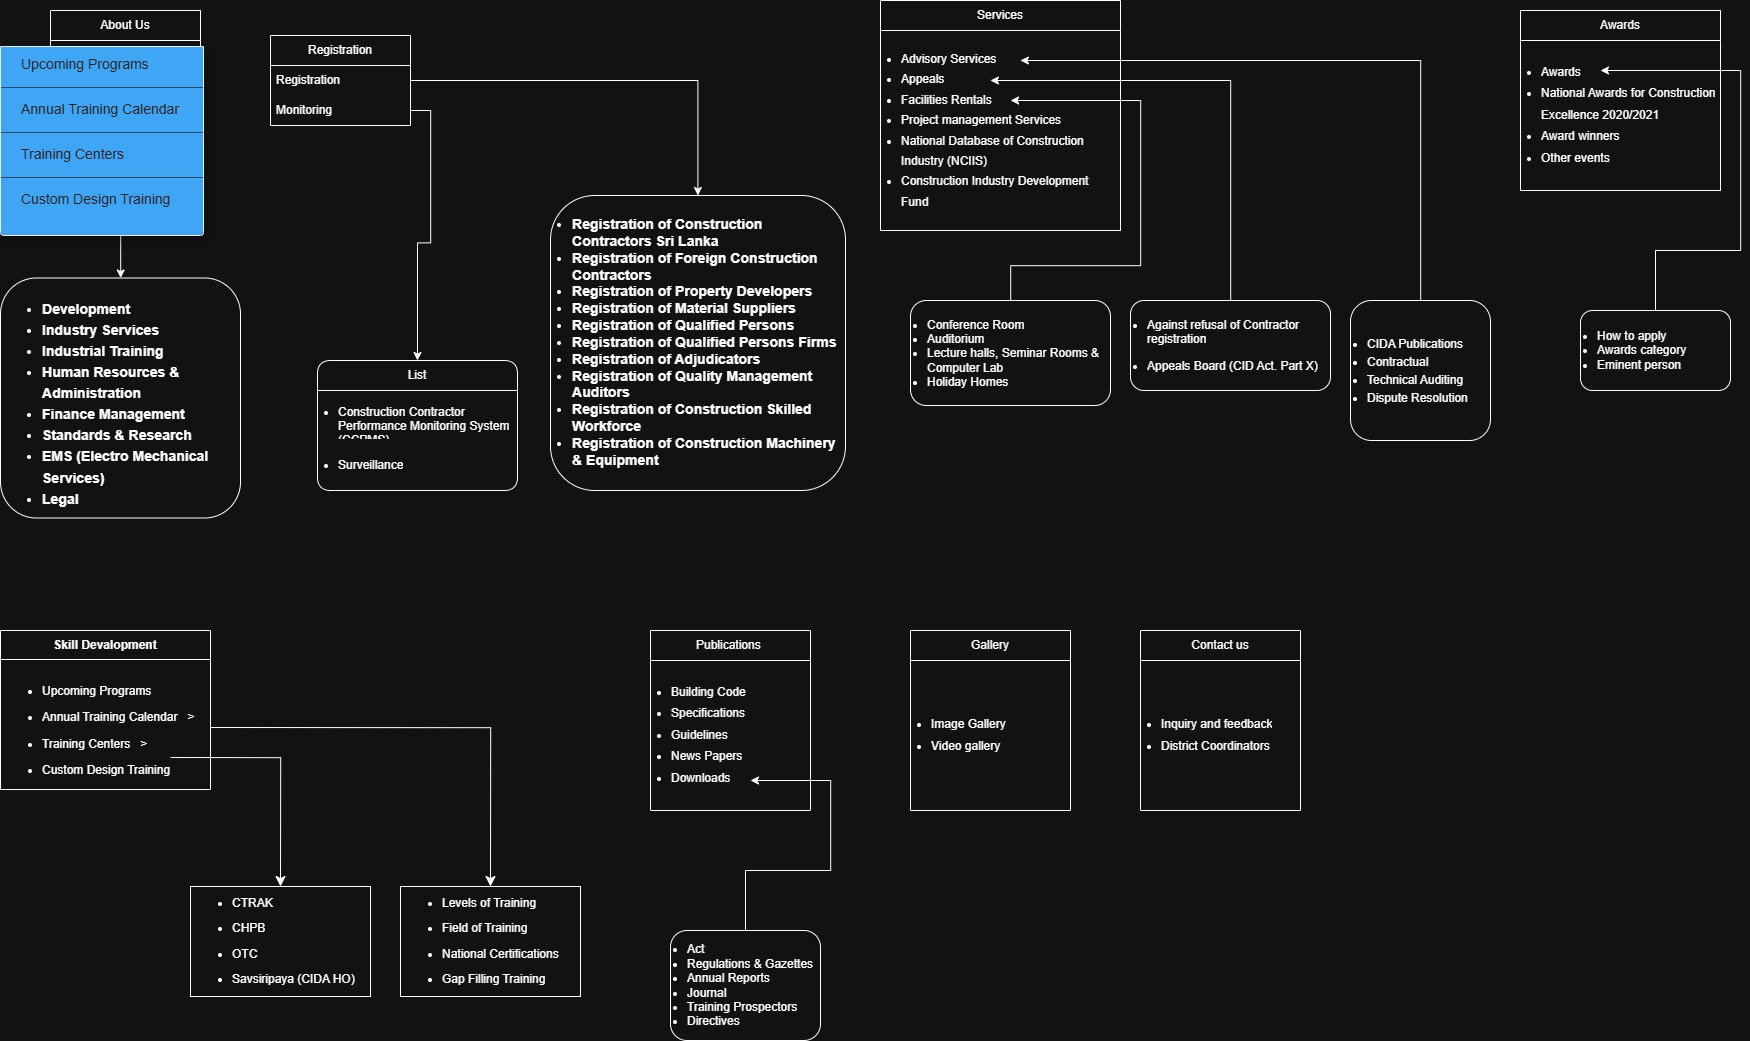 About Us
Upcoming Programs
Annual Training Calendar
Training Centers
Custom Design Training
Development
Industry Services
Industrial Training
Human Resources &
Administration
Finance Management
Standards & Research
EMS (Electro Mechanical
Services)
Legal
Registration
Registration
Monitoring
List
Construction Contractor
Performance Monitoring System
Surveillance
Registration of Construction
Contractors Sri Lanka
Registration of Foreign Construction
Contractors
Registration of Property Developers
Registration of Material Suppliers
Registration of Qualified Persons
Registration of Qualified Persons Firms
Registration of Adjudicators
Registration of Quality Management
Auditors
Registration of Construction Skilled
Workforce
Registration of Construction Machinery
& Equipment
Services
Advisory Services
Appeals
Facilities Rentals
Project management Services
National Database of Construction
Industry (NCIIS)
Construction Industry Development
Fund
Conference Room
Auditorium
Lecture halls, Seminar Rooms &
Computer Lab
Holiday Homes
Against refusal of Contractor
registration
Appeals Board (CID Act. Part X)
CIDA Publications
Contractual
Technical Auditing
Dispute Resolution
Awards
Awards
National Awards for Construction
Excellence 2020/2021
Award winners
Other events
How to apply
Awards category
Eminent person
Skill Devalopment
Upcoming Programs
Annual Training Calendar >
Training Centers >
Custom Design Training
CTRAK
CHPB
OTC
Savsiripaya (CIDA HO)
Levels of Training
Field of Training
National Certifications
Gap Filling Training
Publications
Building Code
Specifications
Guidelines
News Papers
Downloads
Act
Regulations & Gazettes
Annual Reports
Journal
Training Prospectors
Directives
Gallery
Image Gallery
Video gallery
Contact us
Inquiry and feedback
District Coordinators